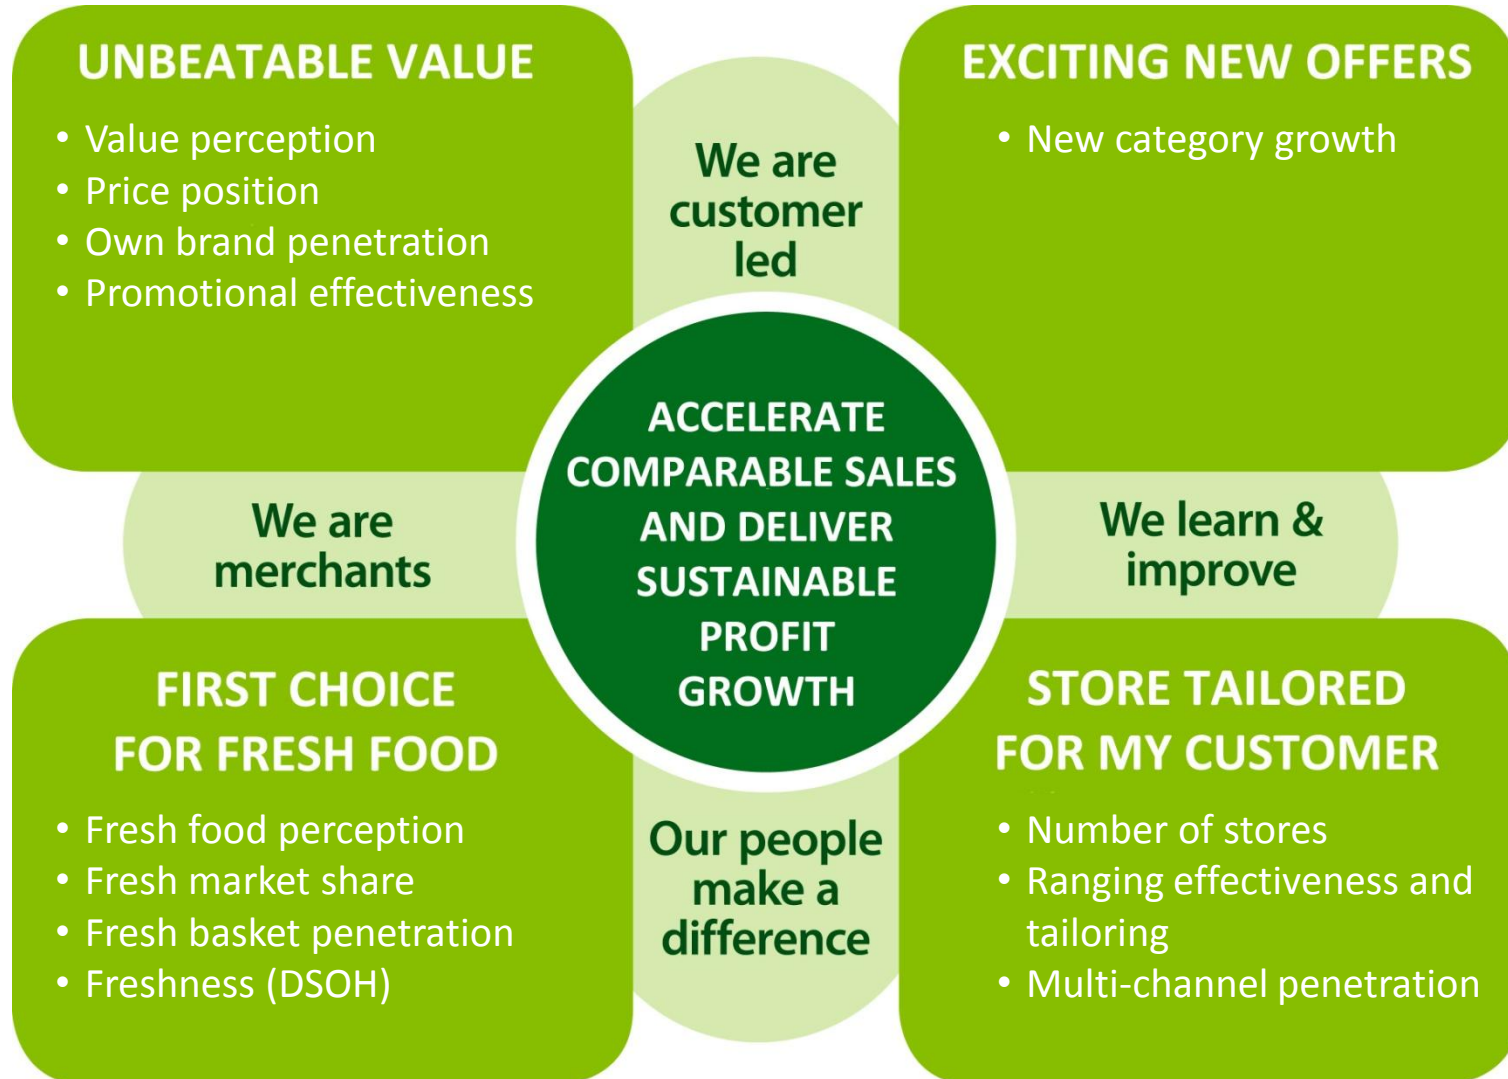 UNBEATABLE VALUE
• Value perception
• Price position
• Own brand penetration
• Promotional effectiveness
We are
customer
led
EXCITING NEW OFFERS
• New category growth
We are
merchants
ACCELERATE
COMPARABLE SALES
AND DELIVER
SUSTAINABLE
PROFIT
GROWTH
We learn &
improve
FIRST CHOICE
FOR FRESH FOOD
• Fresh food perception
• Fresh market share
• Fresh basket penetration
• Freshness (DSOH)
Our people
make a
difference
STORE TAILORED
FOR MY CUSTOMER
• Number of stores
• Ranging effectiveness and
tailoring
• Multi-channel penetration